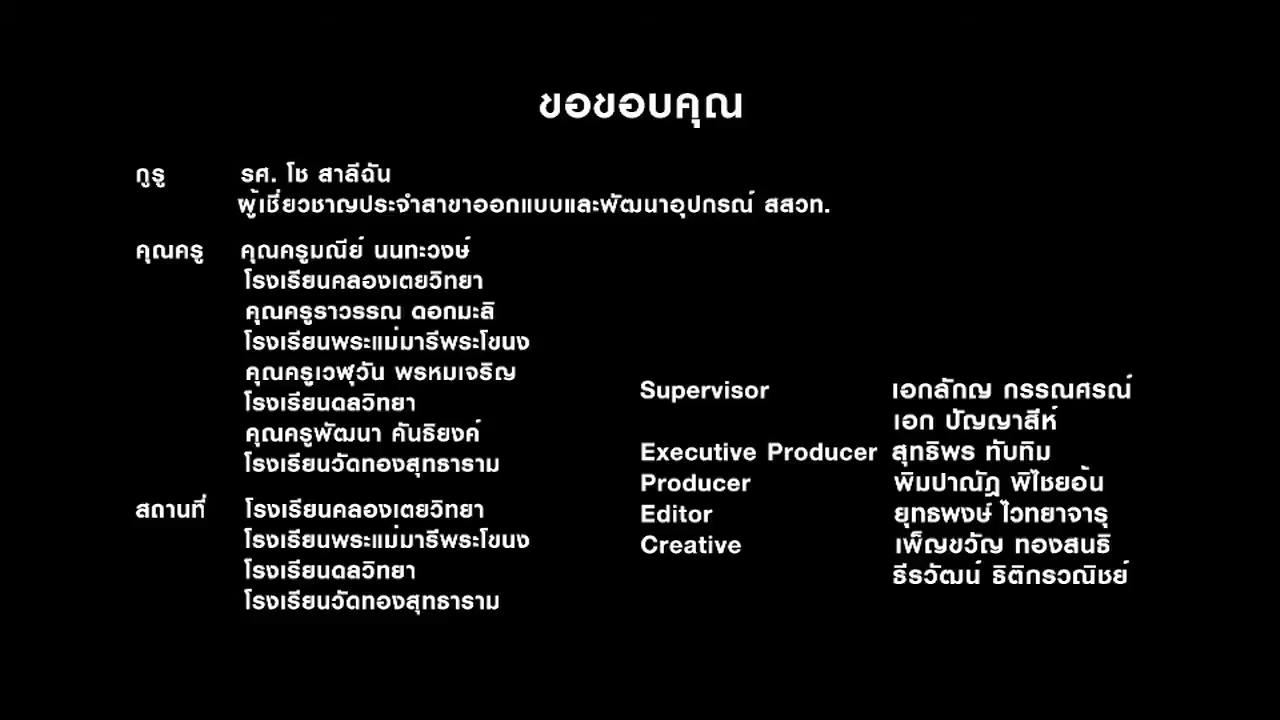 ขอขอบคุณ
กูรู รศ. โช สาลีฉัน
ผู้เชี่ยวชาญประจำสาขาออกแบบและพัฒนาอุปกรณ์ สสวท.
คุณครู คุณครูมณีย์ นนทะวงษ์
โรงเรียนคลองเตยวิทยา
คุณครูราวรรณ ดอกมะลิ
โรงเรียนพระแม่มารีพระโขนง
คุณครูเวฬุวัน พรหมเจริญ
โรงเรียนดลวิทยา
คุณครูพัฒนา คันธิยงค์
โรงเรียนวัดทองสุทธาราม
สถานที่ โรงเรียนคลองเตยวิทยา
โรงเรียนพระแม่มารีพระโขนง
โรงเรียนดลวิทยา
โรงเรียนวัดทองสุทธาราม
Supervisor เอกลักญ กรรณศรณ์
เอก ปัญญาสีห์
Executive Producer สุทธิพร ทับทิม
Producer พิมปาณัฏ พิไชยอ้น
Editor ยุทธพงษ์ ไวทยาจารุ
Creative เพ็ญขวัญ ทองสนธิ
ธีรวัฒน์ ธิติกรวณิชย์